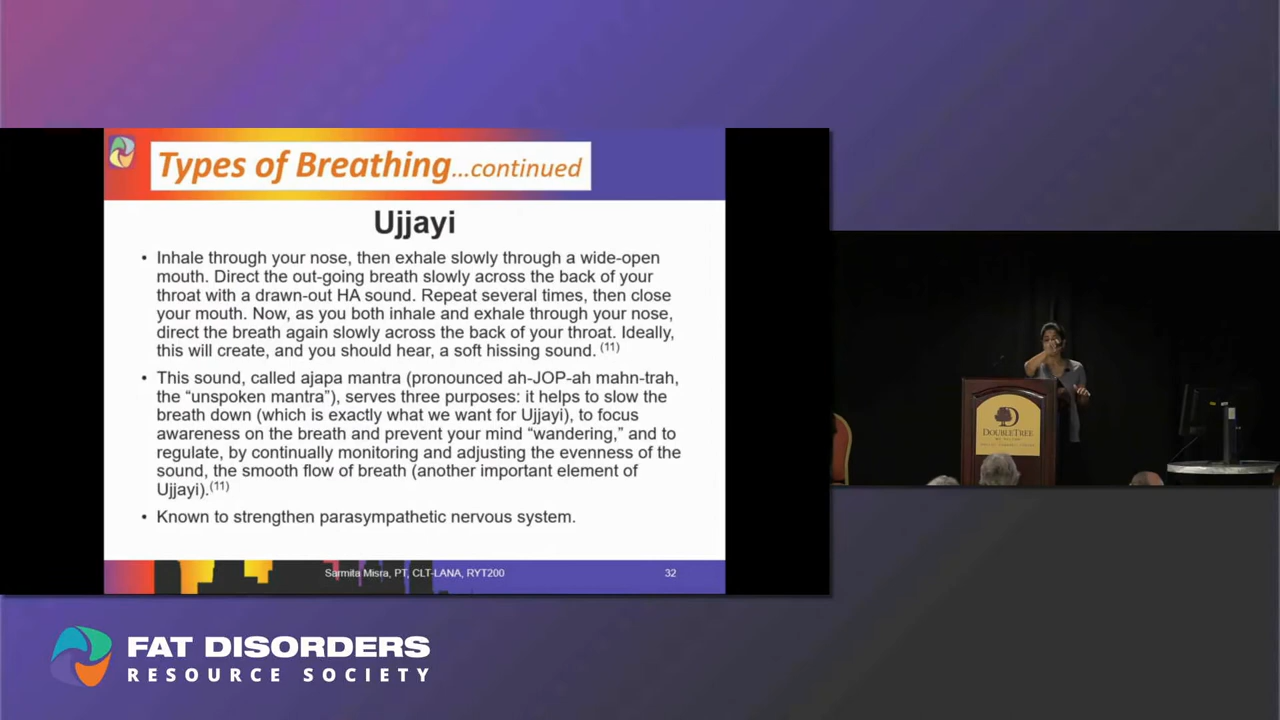 Types of Breathing...continued
Ujjayi
• Inhale through your nose, then exhale slowly through a wide-open
mouth. Direct the out-going breath slowly across the back of your
throat with a drawn-out HA sound. Repeat several times, then close
your mouth. Now, as you both inhale and exhale through your nose,
direct the breath again slowly across the back of your throat. Ideally,
this will create, and you should hear, a soft hissing sound. (11)
• This sound, called ajapa mantra (pronounced ah-JOP-ah mahn-trah,
the “unspoken mantra”), serves three purposes: it helps to slow the
breath down (which is exactly what we want for Ujjayi), to focus
awareness on the breath and prevent your mind “wandering,” and to
regulate, by continually monitoring and adjusting the evenness of the
sound, the smooth flow of breath (another important element of
Ujjayi).(11)
• Known to strengthen parasympathetic nervous system.
Sarmita Misra, PT, CLT-LANA, RYT200
32
DOUBLETREE
FAT DISORDERS
RESOURCE SOCIETY